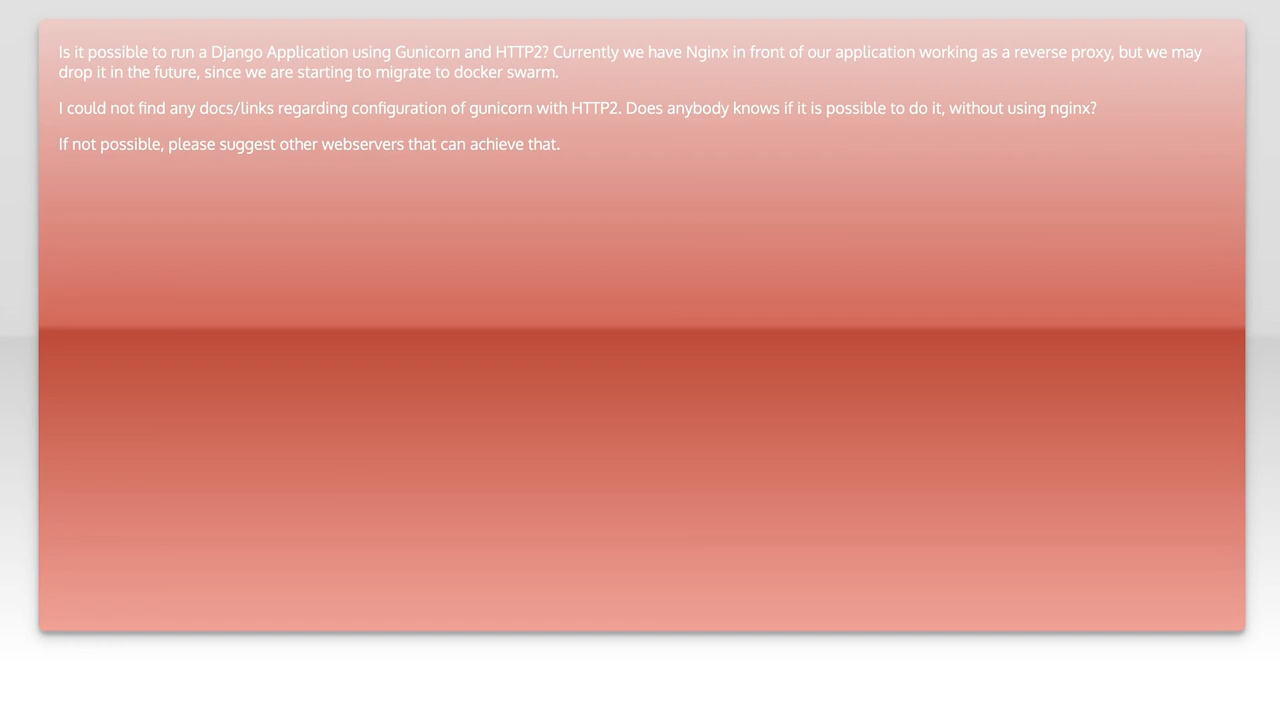 Is it possible to run a Django Application using Gunicorn and HTTP2? Currently we have Nginx in front of our application working as a reverse proxy, but we may
drop it in the future, since we are starting to migrate to docker swarm.
I could not find any docs/links regarding configuration of gunicorn with HTTP2. Does anybody knows if it is possible to do it, without using nginx?
If not possible, please suggest other webservers that can achieve that.